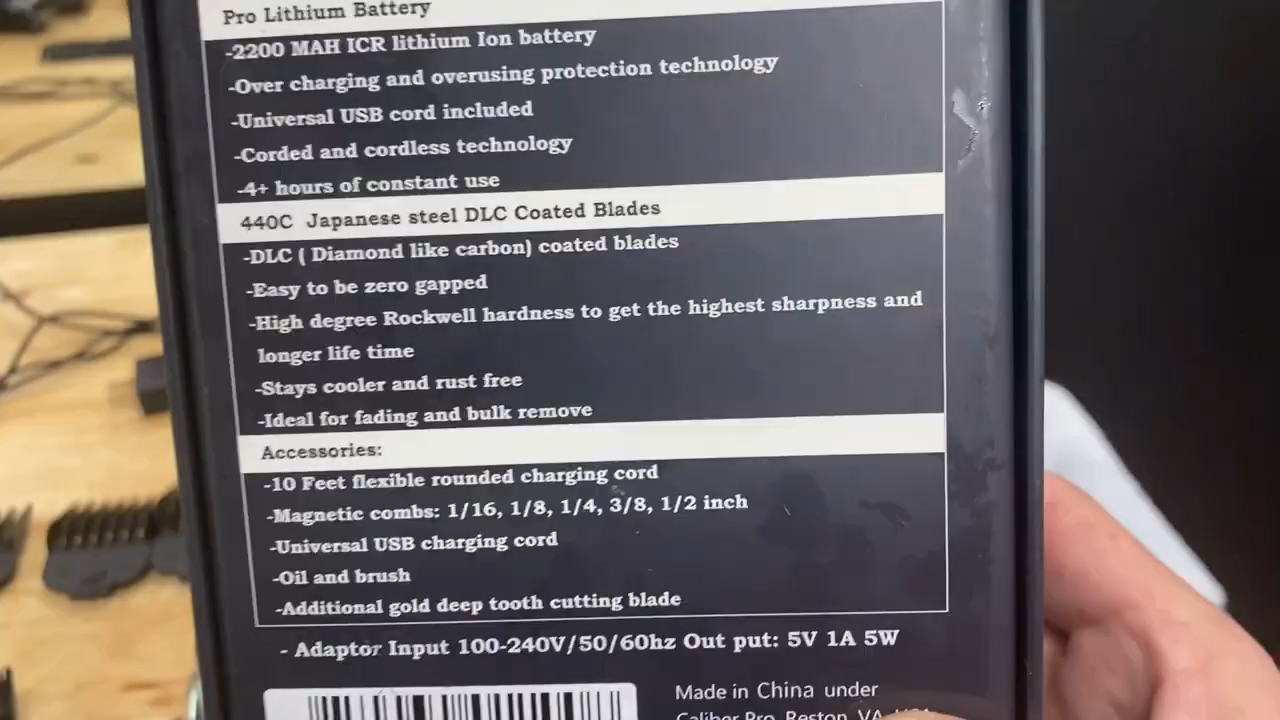 Pro Lithium Battery
-2200 MAH ICR lithium Ion battery
-Over charging and overusing protection technology
-Universal USB cord included
-Corded and cordless technology
-4+ hours of constant use
440C Japanese steel DLC Coated Blades
-DLC ( Diamond like carbon) coated blades
-Easy to be zero gapped
-High degree Rockwell hardness to get the highest sharpness and
longer life time
-Stays cooler and rust free
-Ideal for fading and bulk remove
Accessories:
-10 Feet flexible rounded charging cord
-Magnetic combs: 1/16, 1/8, 1/4, 3/8, 1/2 inch
-Universal USB charging cord
-Oil and brush
-Additional gold deep tooth cutting blade
- Adaptor Input 100-240V/50/60hz Out put: 5V 1A 5W
Made in China under
Caliber Pro, Reston, VA